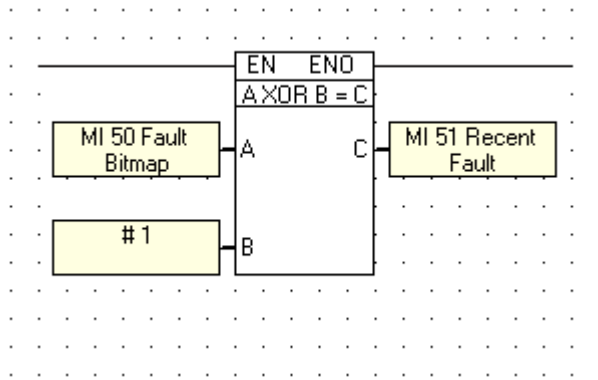 EN ENO
A XOR B = C
MI 50 Fault
Bitmap
A
C
MI 51 Recent
Fault
# 1
B